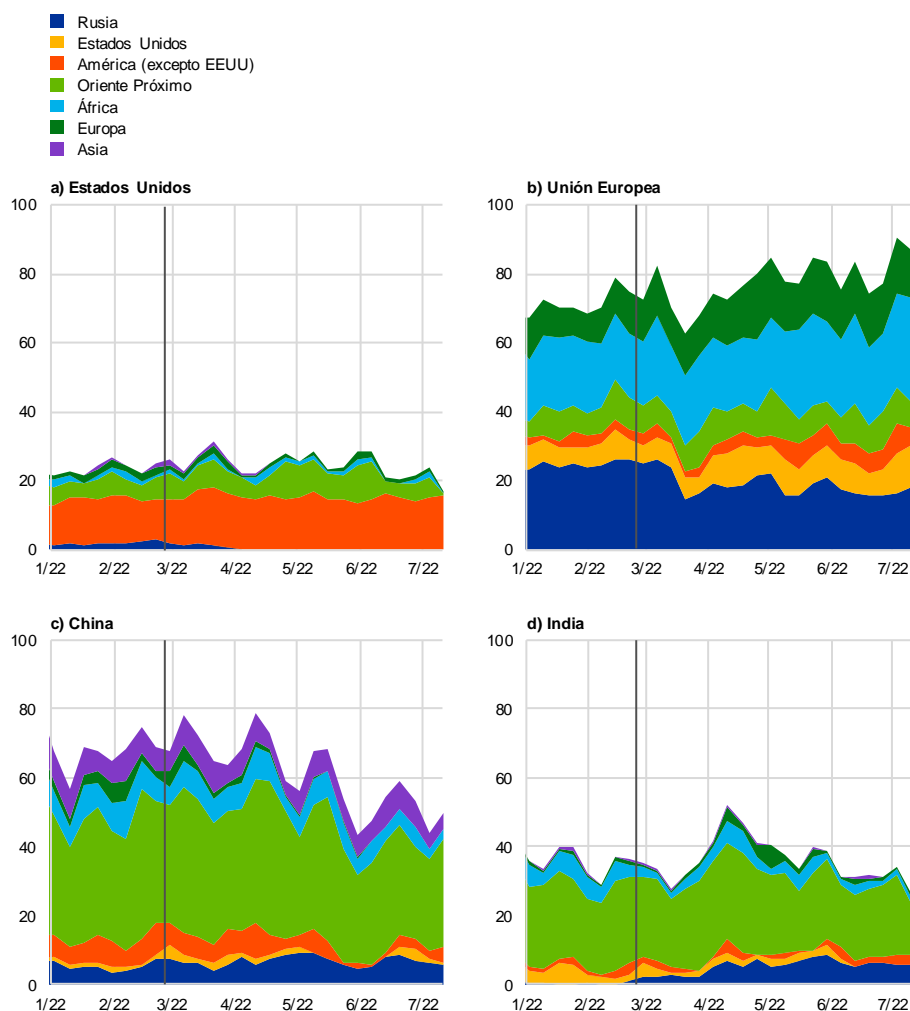 Rusia
Estados Unidos
América (excepto EEUU)
Oriente Próximo
África
Europa
Asia
a) Estados Unidos
100
80
60
40
20
0
1/22 2/22 3/22 4/22 5/22 6/22 7/22
b) Unión Europea
100
80
60
40
20
0
1/22 2/22 3/22 4/22 5/22 6/22 7/22
c) China
100
80
60
40
20
0
1/22 2/22 3/22 4/22 5/22 6/22 7/22
d) India
100
80
60
40
20
0
1/22 2/22 3/22 4/22 5/22 6/22 7/22